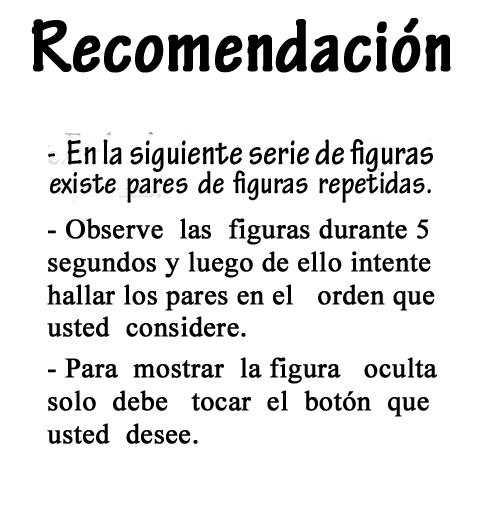 Recomendación
- En la siguiente serie de figuras
existe pares de figuras repetidas.
- Observe las figuras durante 5
segundos y luego de ello intente
hallar los pares en el orden que
usted considere.
- Para mostrar la figura oculta
solo debe tocar el botón que
usted desee.